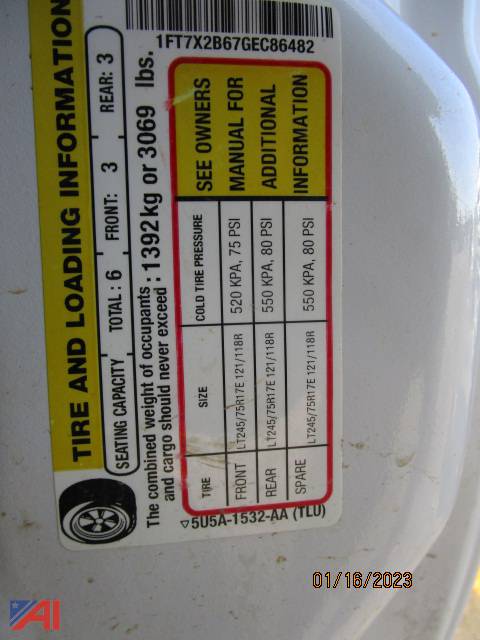 TIRE AND LOADING INFORMATION
SEATING CAPACITY TOTAL : 6 FRONT: 3 REAR: 3
The combined weight of occupants
and cargo should never exceed : 1392 kg or 3069 lbs.
1FT7X2B67GEC86482
TIRE SIZE COLD TIRE PRESSURE SEE OWNERS
FRONT LT245/75R17E 121/118R 520 KPA, 75 PSI MANUAL FOR
REAR LT245/75R17E 121/118R 550 KPA, 80 PSI ADDITIONAL
SPARE LT245/75R17E 121/118R 550 KPA, 80 PSI INFORMATION
5U5A-1532-AA (TLU)
01/16/2023
AI